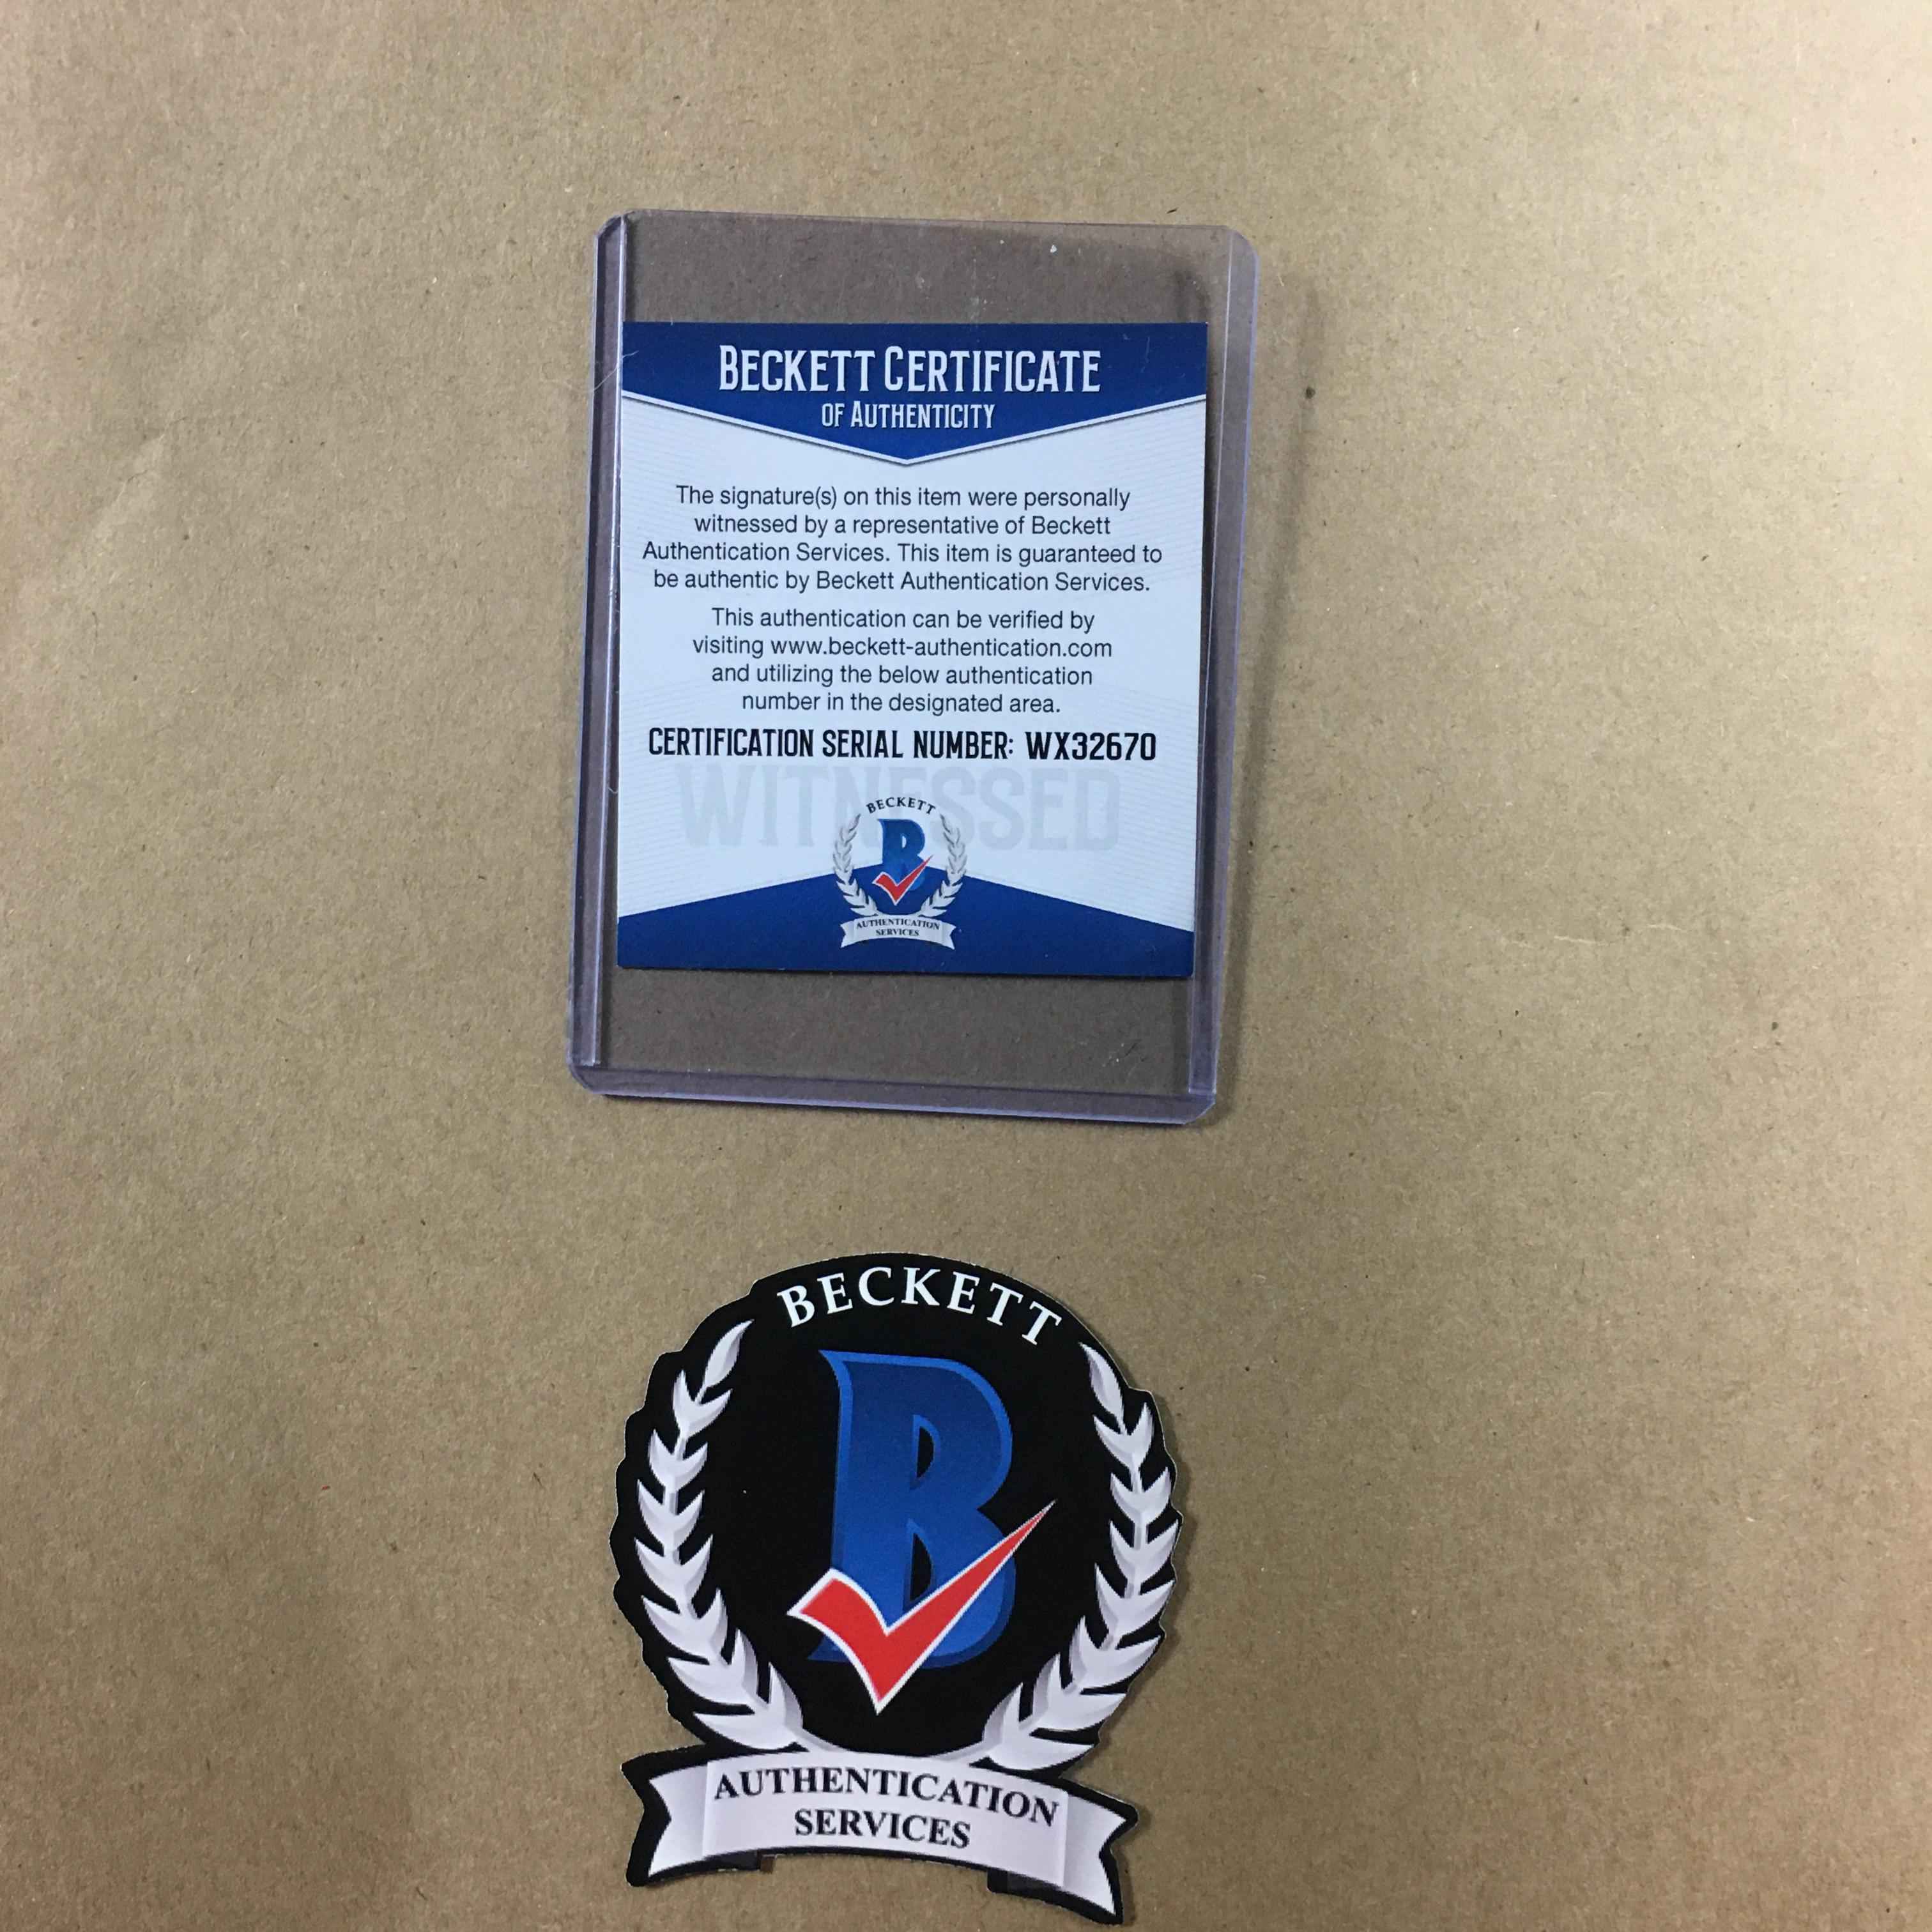 BECKETT CERTIFICATE
OF AUTHENTICITY
The signature(s) on this item were personally
witnessed by a representative of Beckett
Authentication Services. This item is guaranteed to
be authentic by Beckett Authentication Services.
This authentication can be verified by
visiting www.beckett-authentication.com
and utilizing the below authentication
number in the designated area.
CERTIFICATION SERIAL NUMBER: WX32670
WITNESSED
BECKETT
B
AUTHENTICATION
SERVICES
BECKETT
B
AUTHENTICATION
SERVICES